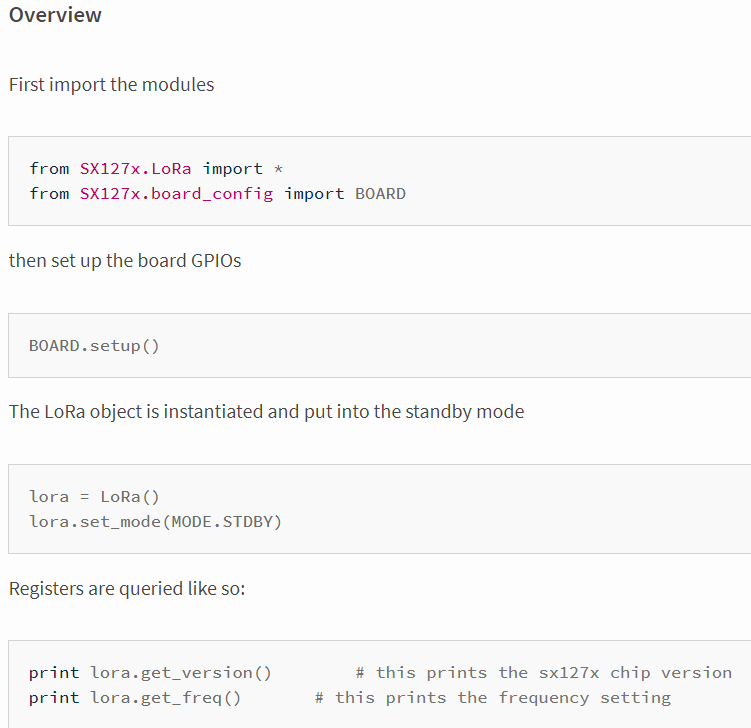 Overview
First import the modules
from SX127x.LoRa import *
from SX127x.board_config import BOARD
then set up the board GPIOs
BOARD.setup()
The LoRa object is instantiated and put into the standby mode
lora = LoRa()
lora.set_mode(MODE.STDBY)
Registers are queried like so:
print lora.get_version()        # this prints the sx127x chip version
print lora.get_freq()       # this prints the frequency setting